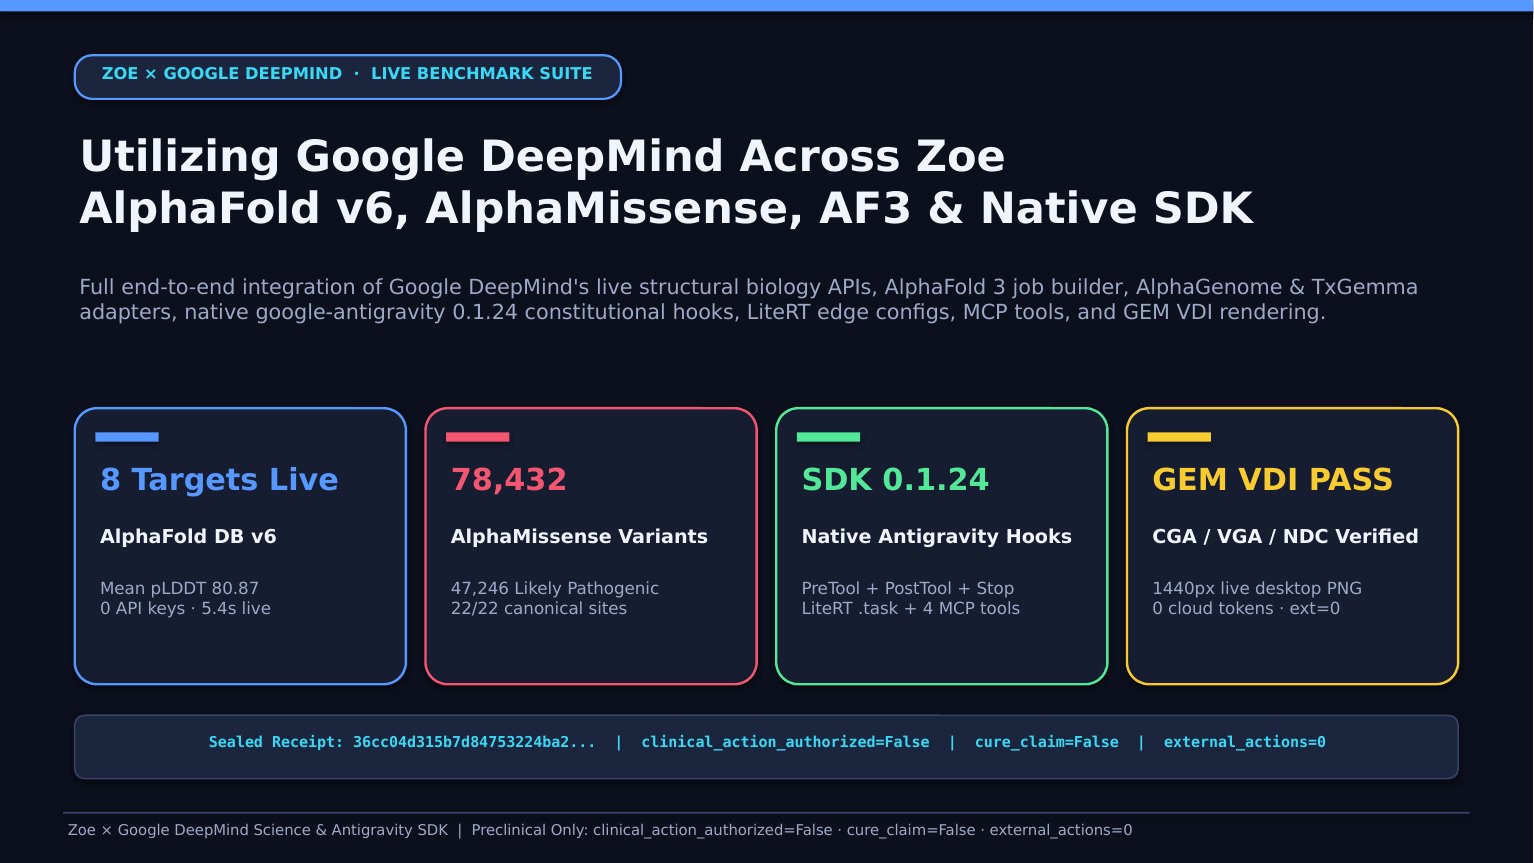 ZOE × GOOGLE DEEPMIND · LIVE BENCHMARK SUITE
Utilizing Google DeepMind Across Zoe
AlphaFold v6, AlphaMissense, AF3 & Native SDK
Full end-to-end integration of Google DeepMind's live structural biology APIs, AlphaFold 3 job builder, AlphaGenome & TxGemma
adapters, native google-antigravity 0.1.24 constitutional hooks, LiteRT edge configs, MCP tools, and GEM VDI rendering.
8 Targets Live
AlphaFold DB v6
Mean pLDDT 80.87
0 API keys · 5.4s live
78,432
AlphaMissense Variants
47,246 Likely Pathogenic
22/22 canonical sites
SDK 0.1.24
Native Antigravity Hooks
PreTool + PostTool + Stop
LiteRT .task + 4 MCP tools
GEM VDI PASS
CGA / VGA / NDC Verified
1440px live desktop PNG
0 cloud tokens · ext=0
Sealed Receipt: 36cc04d315b7d84753224ba2... | clinical_action_authorized=False | cure_claim=False | external_actions=0
Zoe × Google DeepMind Science & Antigravity SDK | Preclinical Only: clinical_action_authorized=False · cure_claim=False · external_actions=0